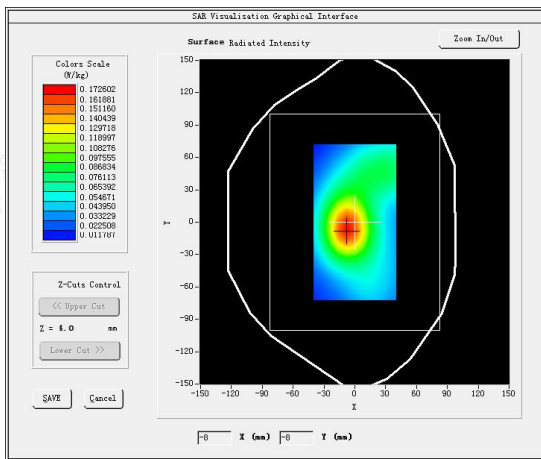 SAR Visualisation Graphical Interface
Surface Radiated Intensity
Zoom In/Out
Colors Scale
(W/kg)
0.172602
0.161881
0.151160
0.140439
0.129718
0.118997
0.108276
0.097555
0.086834
0.076113
0.065392
0.054671
0.043950
0.033229
0.022508
0.011787
150
120
90
60
30
0
-30
-60
-90
-120
-150
Y
-150 -120 -90 -60 -30 0 30 60 90 120 150
X
Z-Cuts Control
<< Upper Cut
Z = 4.0 mm
Lower Cut >>
SAVE Cancel
-8 X (mm) -8 Y (mm)